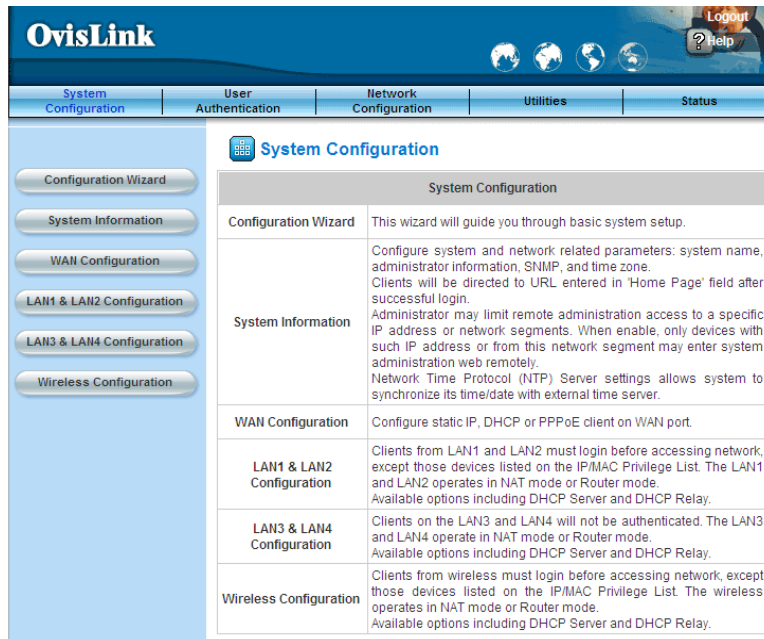 OvisLink
Logout
? Help
System
Configuration
User
Authentication
Network
Configuration
Utilities
Status
Configuration Wizard
System Information
WAN Configuration
LAN1 & LAN2 Configuration
LAN3 & LAN4 Configuration
Wireless Configuration
System Configuration
System Configuration
Configuration Wizard
This wizard will guide you through basic system setup.
System Information
Configure system and network related parameters: system name,
administrator information, SNMP, and time zone.
Clients will be directed to URL entered in 'Home Page' field after
successful login.
Administrator may limit remote administration access to a specific
IP address or network segments. When enable, only devices with
such IP address or from this network segment may enter system
administration web remotely.
Network Time Protocol (NTP) Server settings allows system to
synchronize its time/date with external time server.
WAN Configuration
Configure static IP, DHCP or PPPoE client on WAN port.
LAN1 & LAN2
Configuration
Clients from LAN1 and LAN2 must login before accessing network,
except those devices listed on the IP/MAC Privilege List. The LAN1
and LAN2 operates in NAT mode or Router mode.
Available options including DHCP Server and DHCP Relay.
LAN3 & LAN4
Configuration
Clients on the LAN3 and LAN4 will not be authenticated. The LAN3
and LAN4 operate in NAT mode or Router mode.
Available options including DHCP Server and DHCP Relay.
Wireless Configuration
Clients from wireless must login before accessing network, except
those devices listed on the IP/MAC Privilege List. The wireless
operates in NAT mode or Router mode.
Available options including DHCP Server and DHCP Relay.